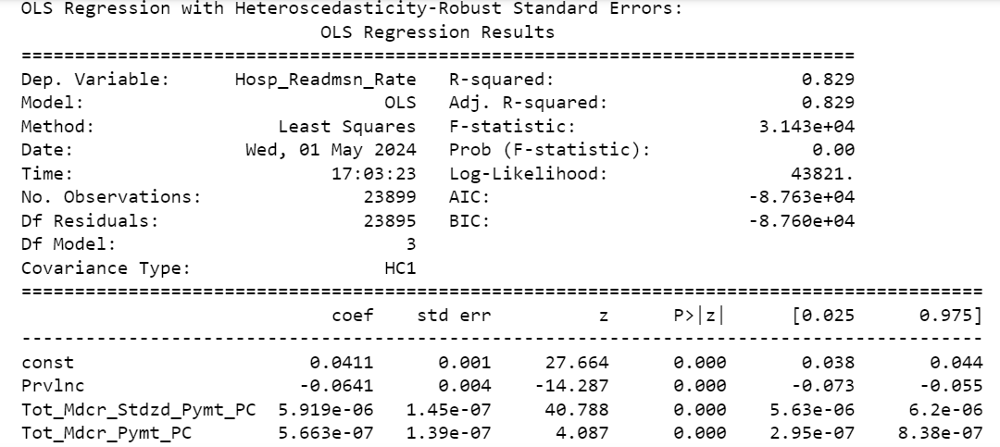 OLS Regression with Heteroscedasticity-Robust Standard Errors:
                            OLS Regression Results
==============================================================================
Dep. Variable:      Hosp_Readmsn_Rate   R-squared:                       0.829
Model:                            OLS   Adj. R-squared:                  0.829
Method:                 Least Squares   F-statistic:                 3.143e+04
Date:                Wed, 01 May 2024   Prob (F-statistic):               0.00
Time:                        17:03:23   Log-Likelihood:                 43821.
No. Observations:               23899   AIC:                        -8.763e+04
Df Residuals:                   23895   BIC:                        -8.760e+04
Df Model:                           3
Covariance Type:                  HC1
==========================================================================================
                             coef    std err          z      P>|z|      [0.025      0.975]
------------------------------------------------------------------------------------------
const                      0.0411      0.001     27.664      0.000       0.038       0.044
Prvlnc                    -0.0641      0.004    -14.287      0.000      -0.073      -0.055
Tot_Mdcr_Stdzd_Pymt_PC  5.919e-06   1.45e-07     40.788      0.000    5.63e-06     6.2e-06
Tot_Mdcr_Pymt_PC        5.663e-07   1.39e-07      4.087      0.000    2.95e-07    8.38e-07